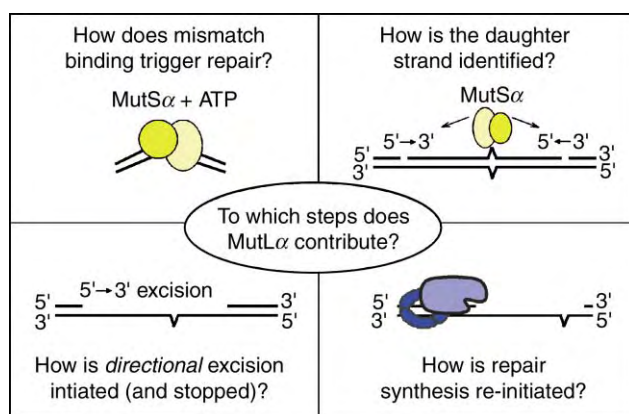 How does mismatch
binding trigger repair?
MutSα + ATP
How is the daughter
strand identified?
MutSα
5'→3' 5'←3'
5' 3'
3' 5'
To which steps does
MutLα contribute?
5'→3' excision
5' 3'
3' 5'
How is directional excision
intiated (and stopped)?
5' 3'
3' 5'
How is repair
synthesis re-initiated?